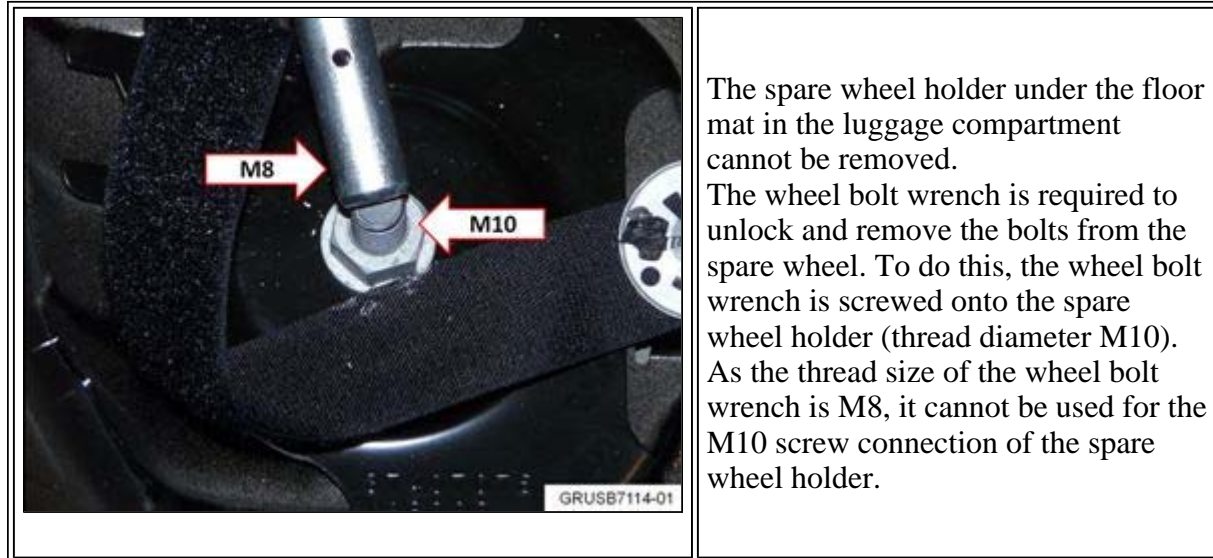 M8
M10
GRUSB7114-01
The spare wheel holder under the floor
mat in the luggage compartment
cannot be removed.
The wheel bolt wrench is required to
unlock and remove the bolts from the
spare wheel. To do this, the wheel bolt
wrench is screwed onto the spare
wheel holder (thread diameter M10).
As the thread size of the wheel bolt
wrench is M8, it cannot be used for the
M10 screw connection of the spare
wheel holder.